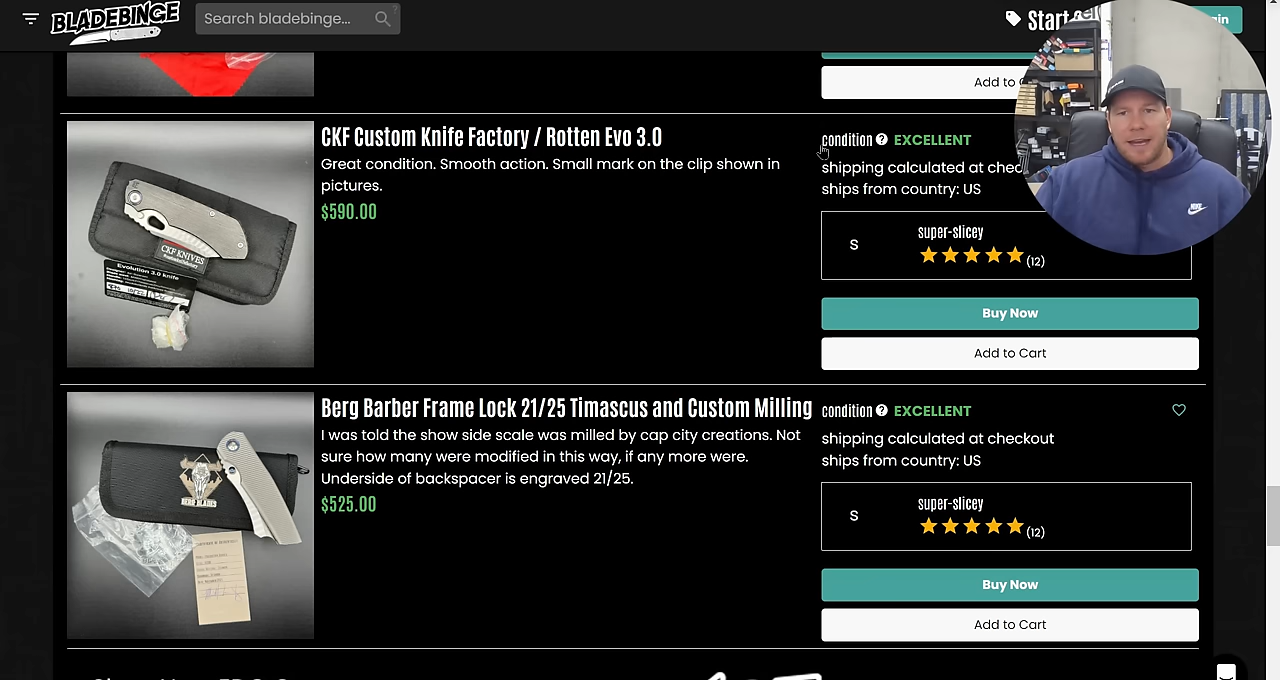 BLADEBINGE
Search bladebinge...
Start
Add to
CKF Custom Knife Factory / Rotten Evo 3.0
Great condition. Smooth action. Small mark on the clip shown in
pictures.
$590.00
condition ? EXCELLENT
shipping calculated at
ships from country: US
S
super-slicey
(12)
Buy Now
Add to Cart
CKF KNIVES
Evolution 3.0 knife
Berg Barber Frame Lock 21/25 Timascus and Custom Milling
I was told the show side scale was milled by cap city creations. Not
sure how many were modified in this way, if any more were.
Underside of backspacer is engraved 21/25.
$525.00
condition ? EXCELLENT
shipping calculated at checkout
ships from country: US
S
super-slicey
(12)
Buy Now
Add to Cart
BERG BLADES